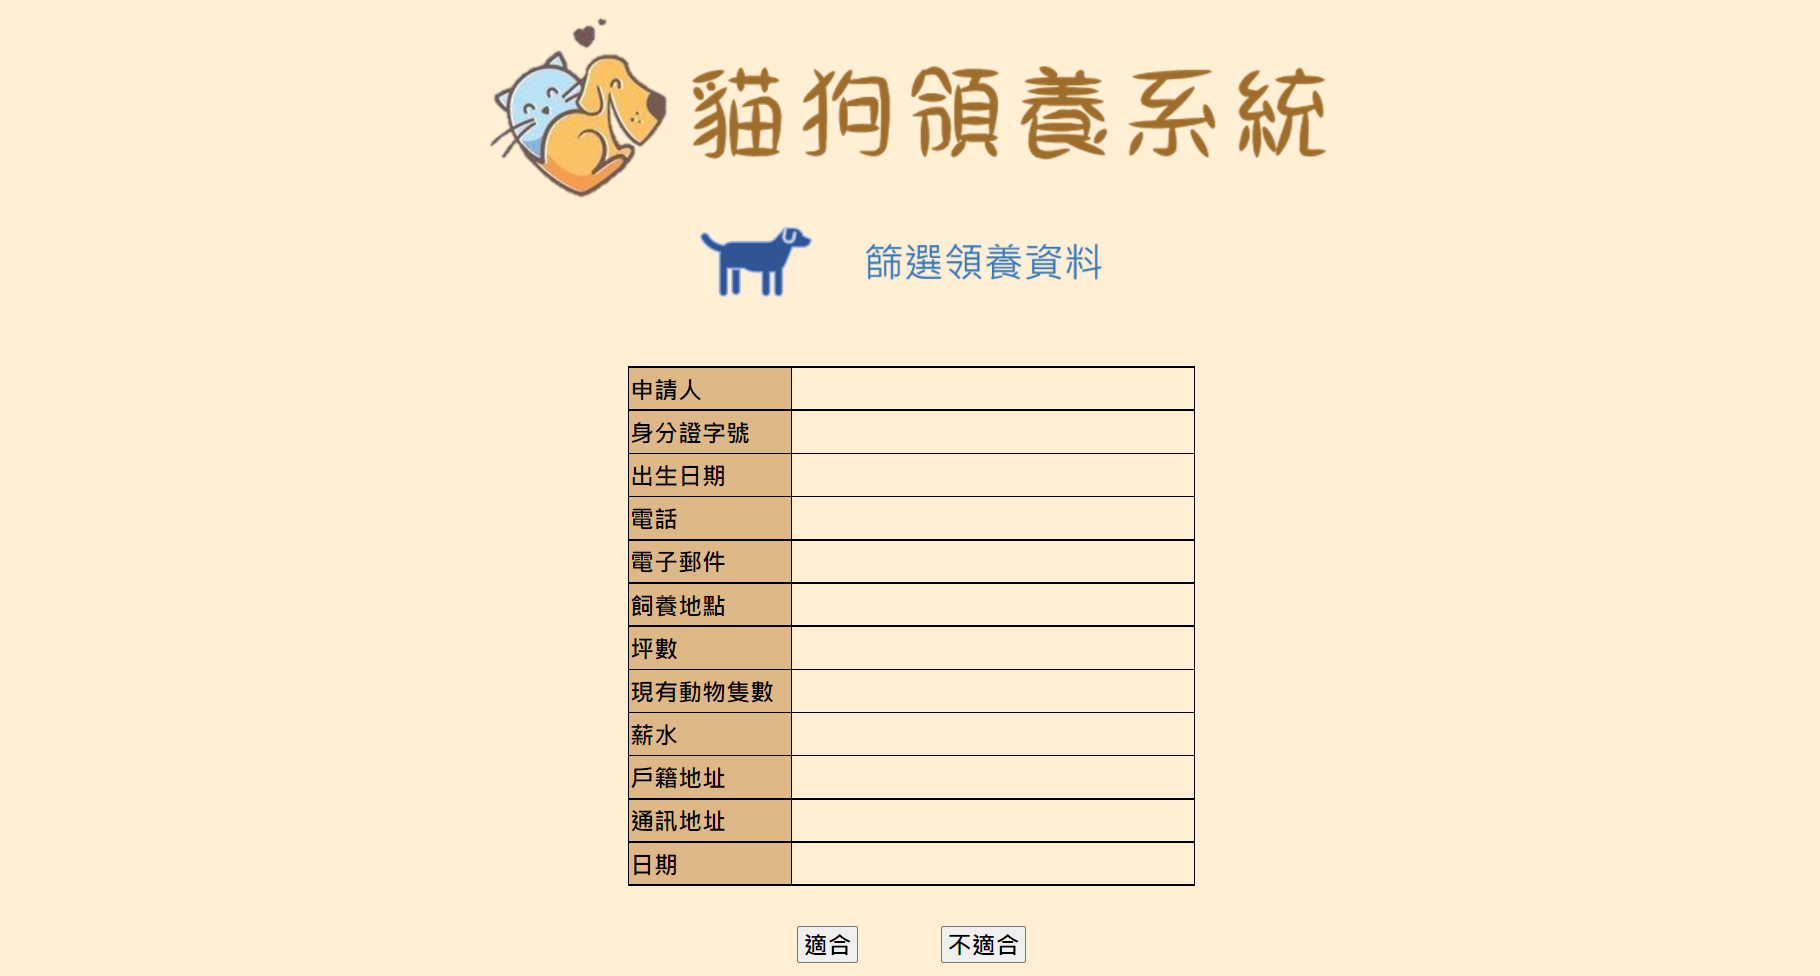 貓狗領養系統
篩選領養資料
申請人
身分證字號
出生日期
電話
電子郵件
飼養地點
坪數
現有動物隻數
薪水
戶籍地址
通訊地址
日期
適合 不適合